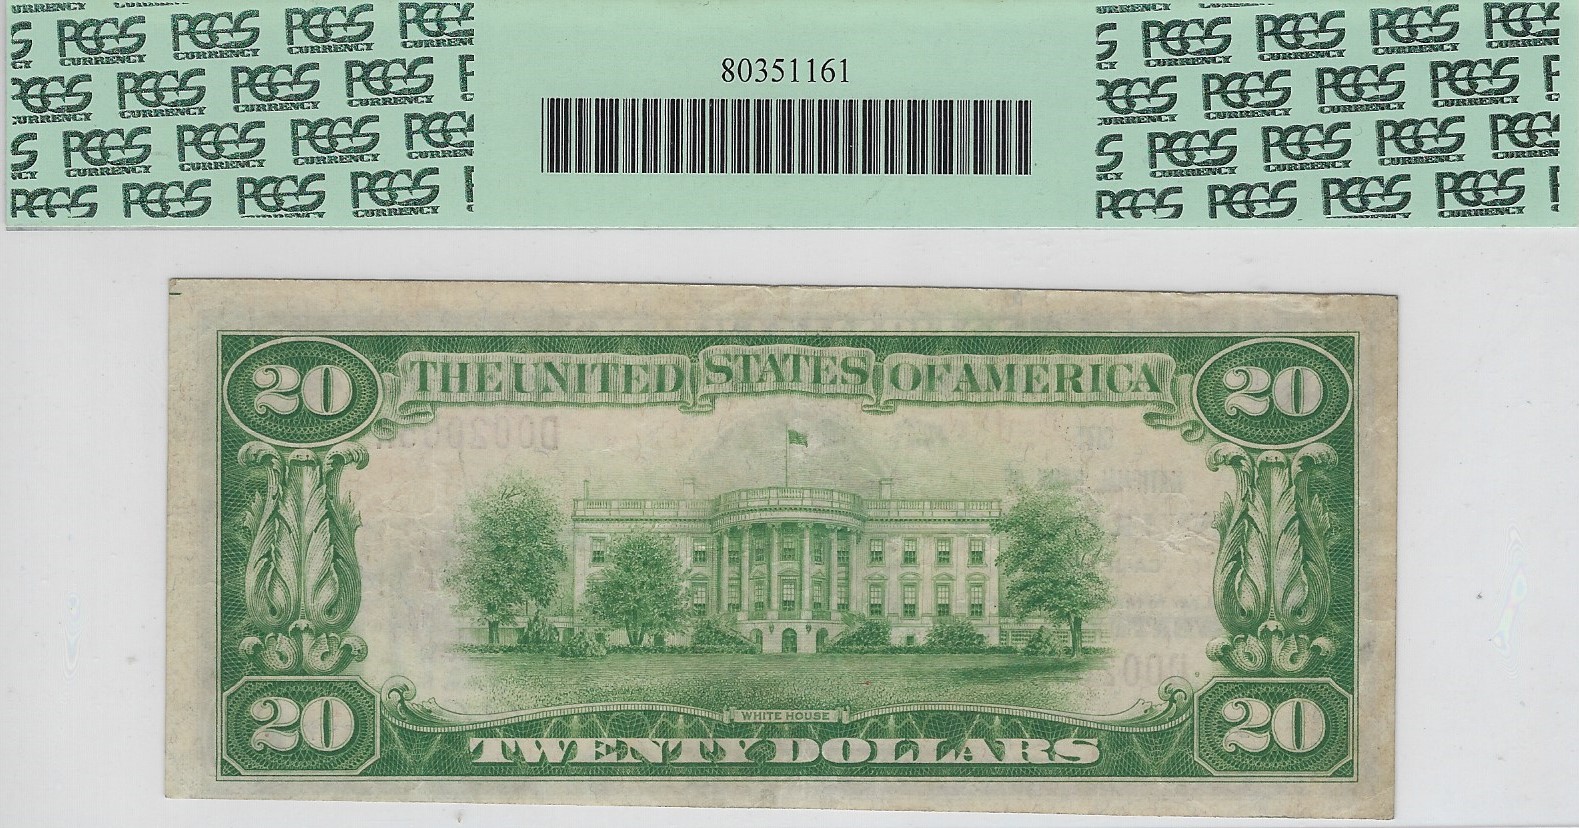 PCGS CURRENCY
80351161
20 THE UNITED STATES OF AMERICA 20
WHITE HOUSE
20 TWENTY DOLLARS 20